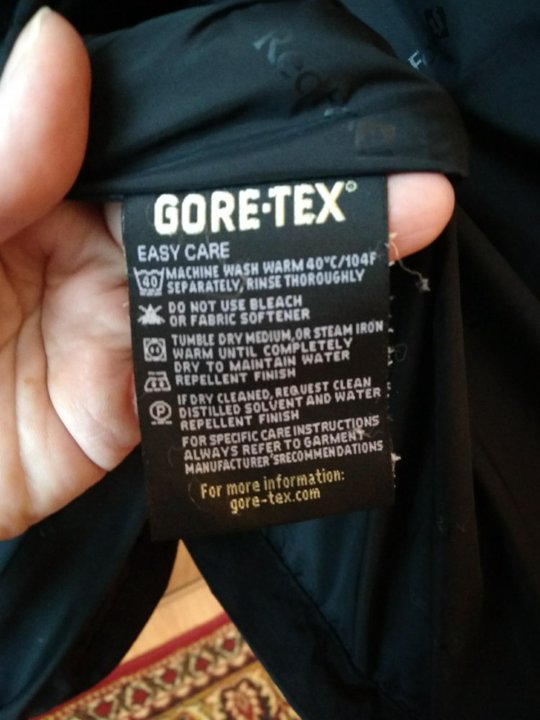 GORE-TEX®
EASY CARE
40 MACHINE WASH WARM 40°C/104F
SEPARATELY, RINSE THOROUGHLY
DO NOT USE BLEACH
OR FABRIC SOFTENER
TUMBLE DRY MEDIUM, OR STEAM IRON
WARM UNTIL COMPLETELY
DRY TO MAINTAIN WATER
REPELLENT FINISH
P IF DRY CLEANED, REQUEST CLEAN
DISTILLED SOLVENT AND WATER
REPELLENT FINISH
FOR SPECIFIC CARE INSTRUCTIONS
ALWAYS REFER TO GARMENT
MANUFACTURER'SRECOMMENDATIONS
For more information:
gore-tex.com